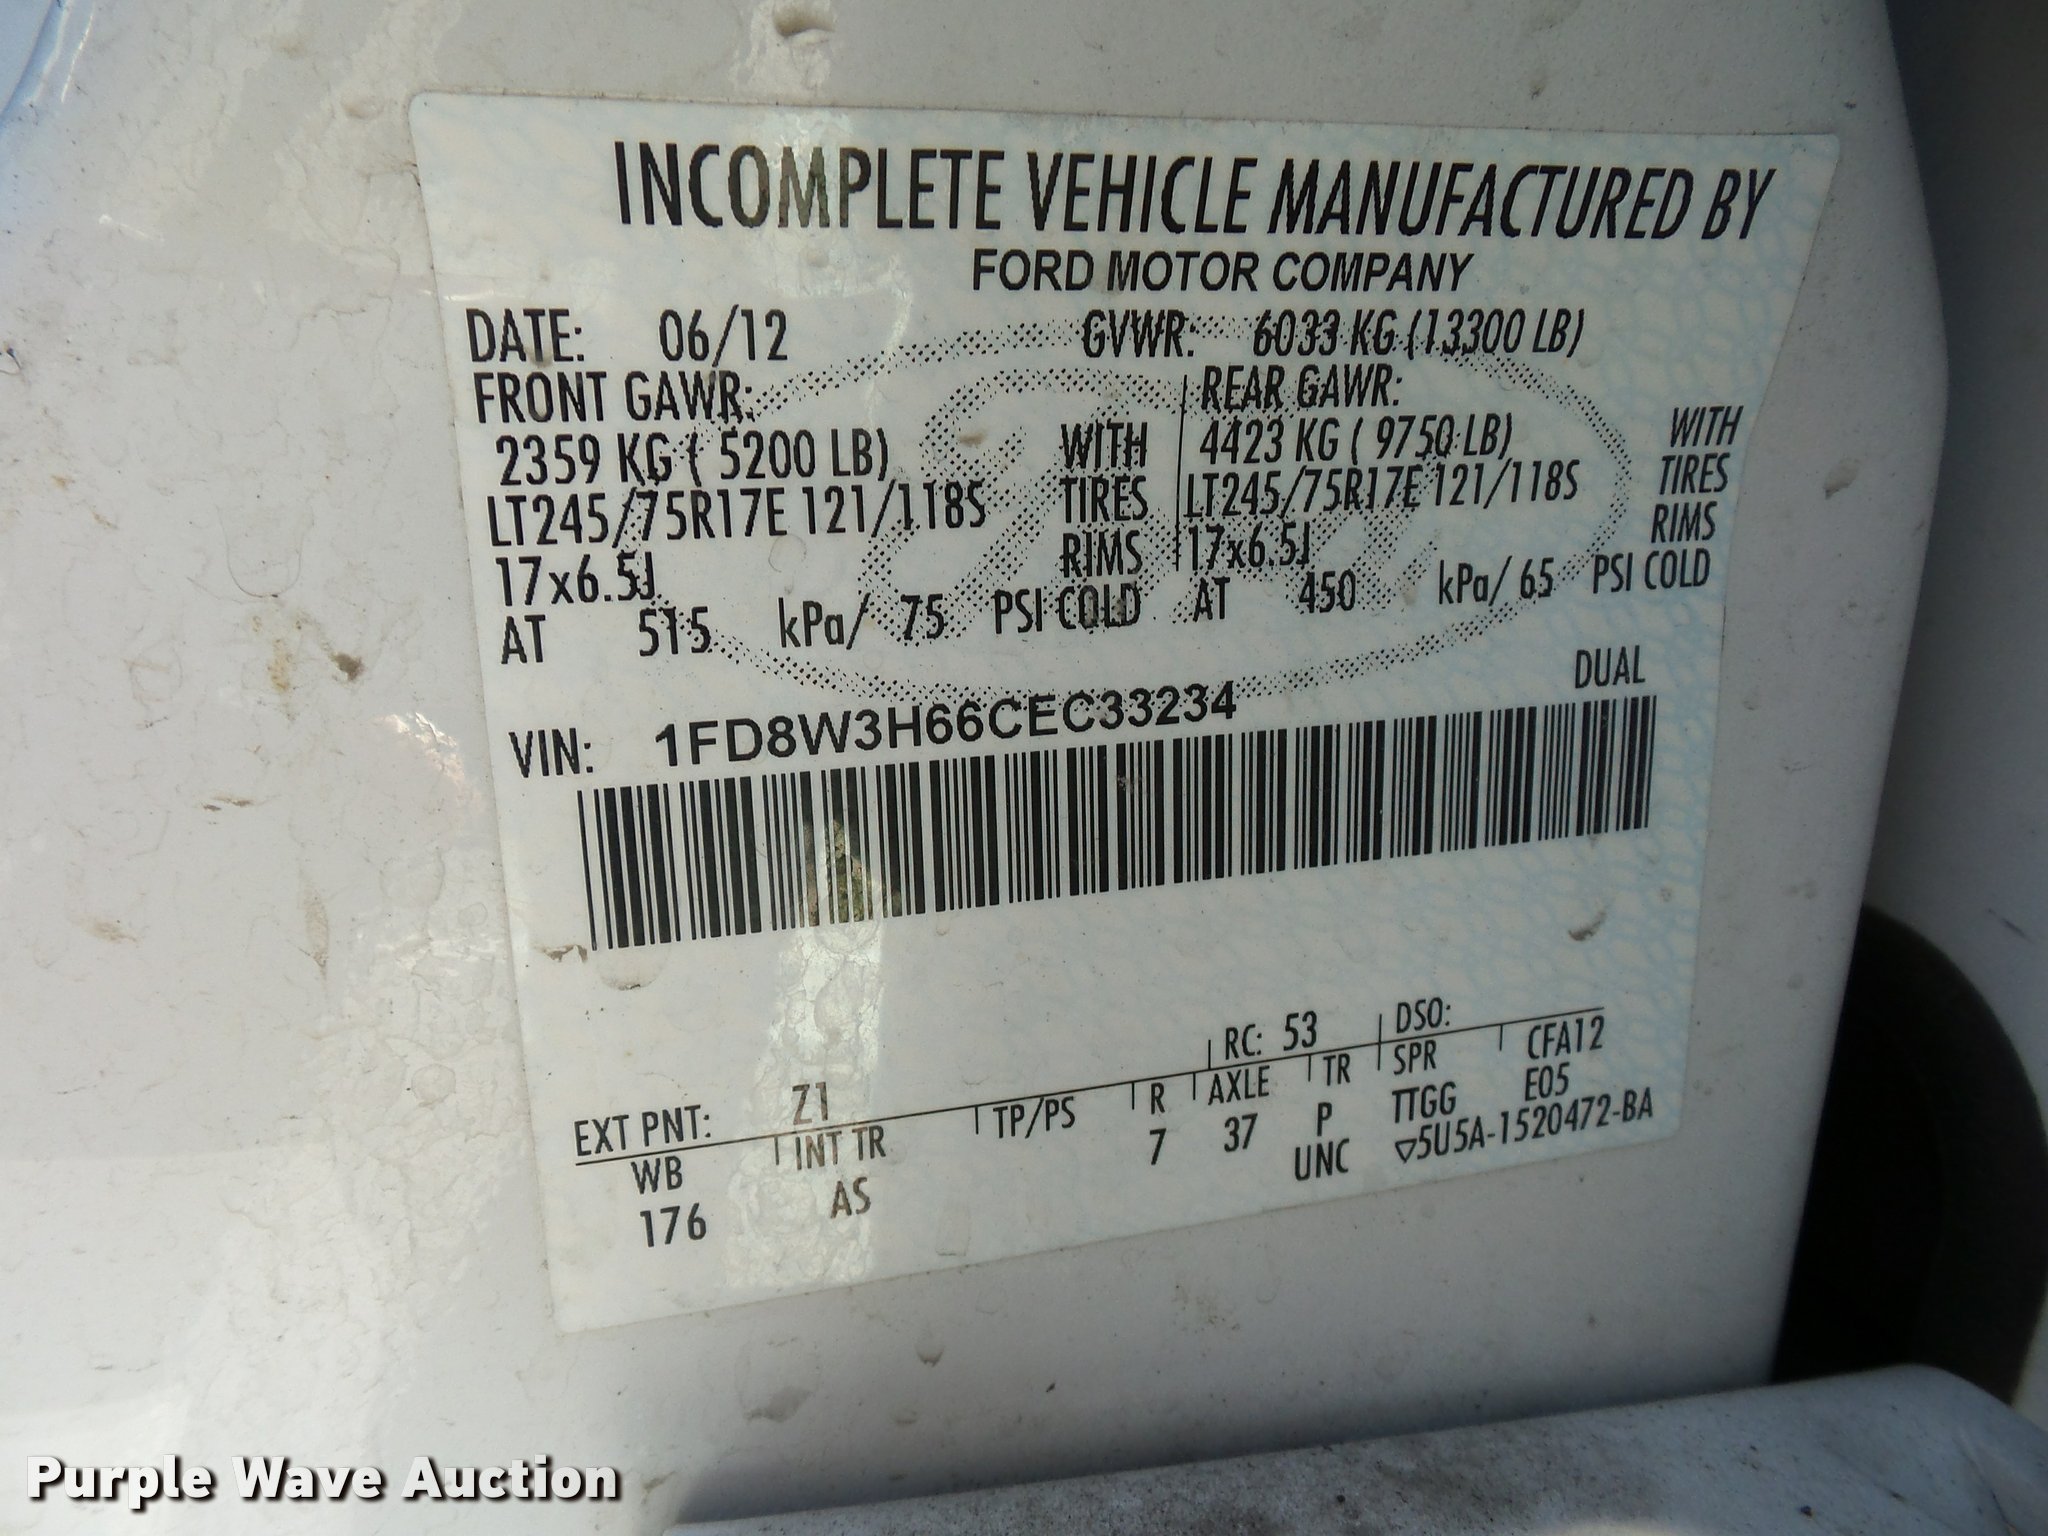 INCOMPLETE VEHICLE MANUFACTURED BY
FORD MOTOR COMPANY
DATE: 06/12 GVWR: 6033 KG (13300 LB)
FRONT GAWR: REAR GAWR:
2359 KG ( 5200 LB) WITH 4423 KG ( 9750 LB) WITH
LT245/75R17E 121/118S TIRES LT245/75R17E 121/118S TIRES
17x6.5J RIMS 17x6.5J RIMS
AT 515 kPa/ 75 PSI COLD AT 450 kPa/ 65 PSI COLD
DUAL
VIN: 1FD8W3H66CEC33234
EXT PNT: Z1 RC: 53 DSO:
WB INT TR TP/PS R AXLE TR SPR CFA12
176 AS 7 37 P TTGG E05
UNC ▽5U5A-1520472-BA
Purple Wave Auction